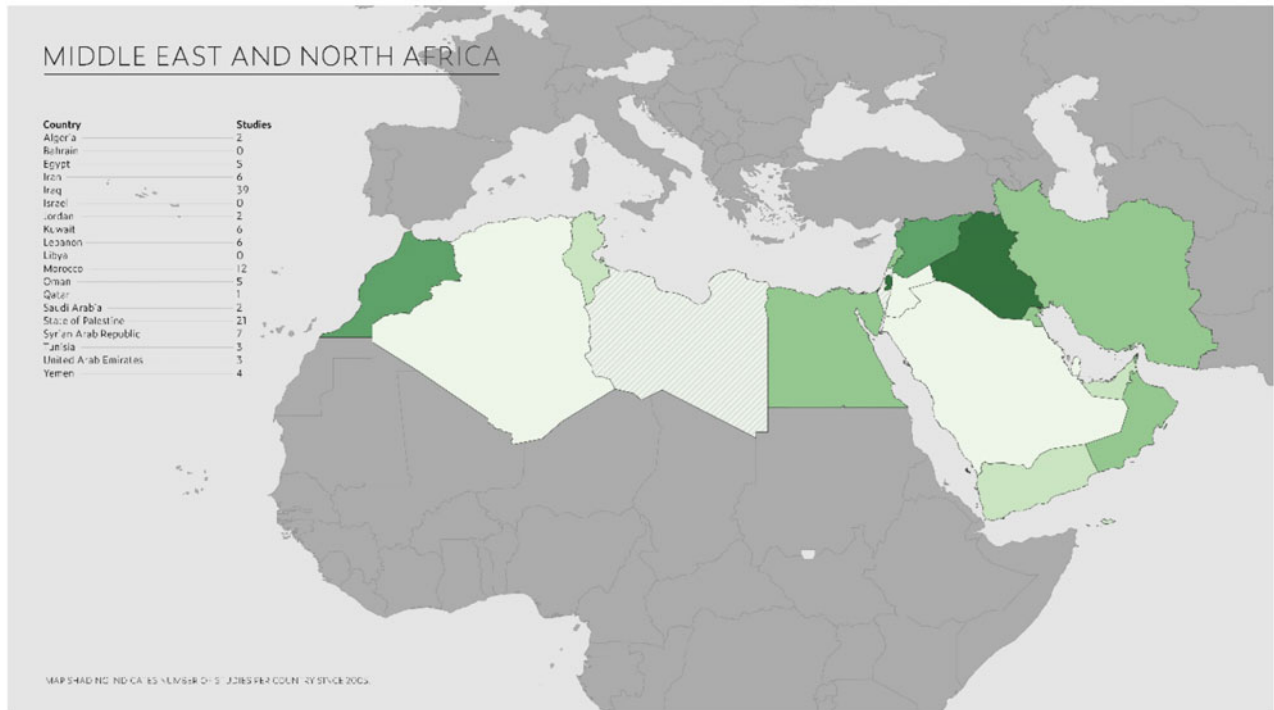 MIDDLE EAST AND NORTH AFRICA
Country Studies
Algeria 2
Bahrain 0
Egypt 5
Iran 6
Iraq 39
Israel 0
Jordan 2
Kuwait 6
Lebanon 6
Libya 0
Morocco 12
Oman 5
Qatar 1
Saudi Arabia 2
State of Palestine 21
Syrian Arab Republic 7
Tunisia 3
United Arab Emirates 3
Yemen 4
MAP SHADING INDICATES NUMBER OF STUDIES PER COUNTRY SINCE 2005.